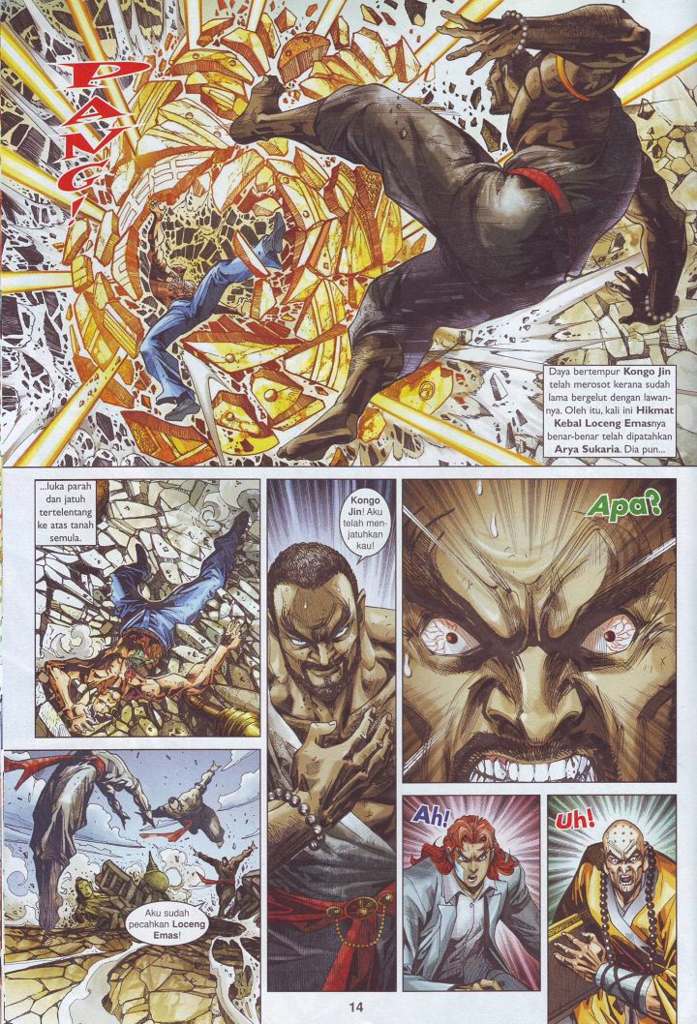 PANG!
Daya bertempur Kongo Jin
telah merosot kerana sudah
lama bergelut dengan lawan-
nya. Oleh itu, kali ini Hikmat
Kebal Loceng Emasnya
benar-benar telah dipatahkan
Arya Sukaria. Dia pun...
...luka parah
dan jatuh
tertelentang
ke atas tanah
semula.
Kongo
Jin! Aku
telah men-
jatuhkan
kau!
Apa?
Aku sudah
pecahkan Loceng
Emas!
Ah!
Uh!
14